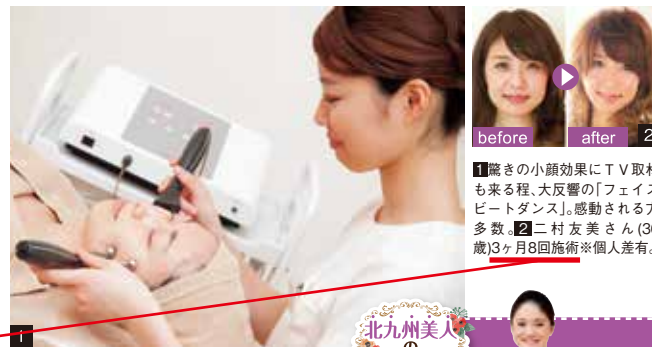 before
after
2
1驚きの小顔効果にＴＶ取材
も来る程、大反響の「フェイス
ビートダンス」。感動される方
多数。2二村友美さん(30
歳)3ヶ月8回施術※個人差有。
1
北九州美人
の